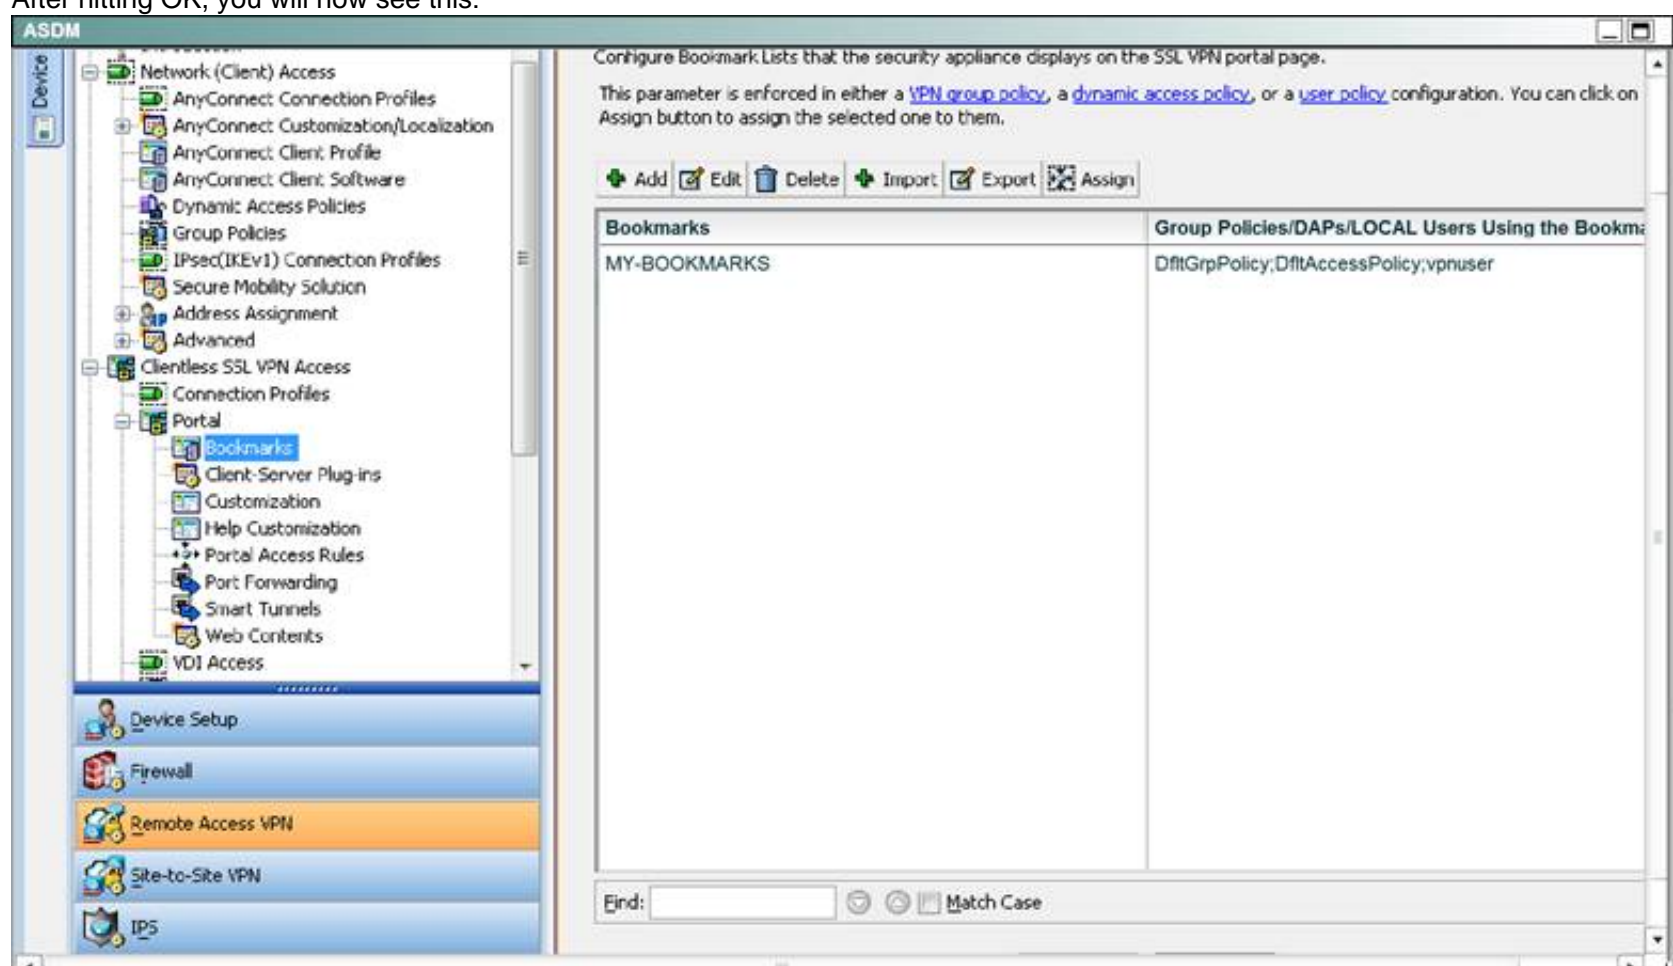 After hitting OK, you will now see this:
ASDM
Device
Network (Client) Access
AnyConnect Connection Profiles
AnyConnect Customization/Localization
AnyConnect Client Profile
AnyConnect Client Software
Dynamic Access Policies
Group Policies
IPsec(IKEv1) Connection Profiles
Secure Mobility Solution
Address Assignment
Advanced
Clientless SSL VPN Access
Connection Profiles
Portal
Bookmarks
Client-Server Plug-ins
Customization
Help Customization
Portal Access Rules
Port Forwarding
Smart Tunnels
Web Contents
VDI Access
Device Setup
Firewall
Remote Access VPN
Site-to-Site VPN
IPS
Configure Bookmark Lists that the security appliance displays on the SSL VPN portal page.
This parameter is enforced in either a VPN group policy, a dynamic access policy, or a user policy configuration. You can click on
Assign button to assign the selected one to them.
Add Edit Delete Import Export Assign
Bookmarks Group Policies/DAPs/LOCAL Users Using the Bookma
MY-BOOKMARKS DfltGrpPolicy;DfltAccessPolicy;vpnuser
Find: Match Case